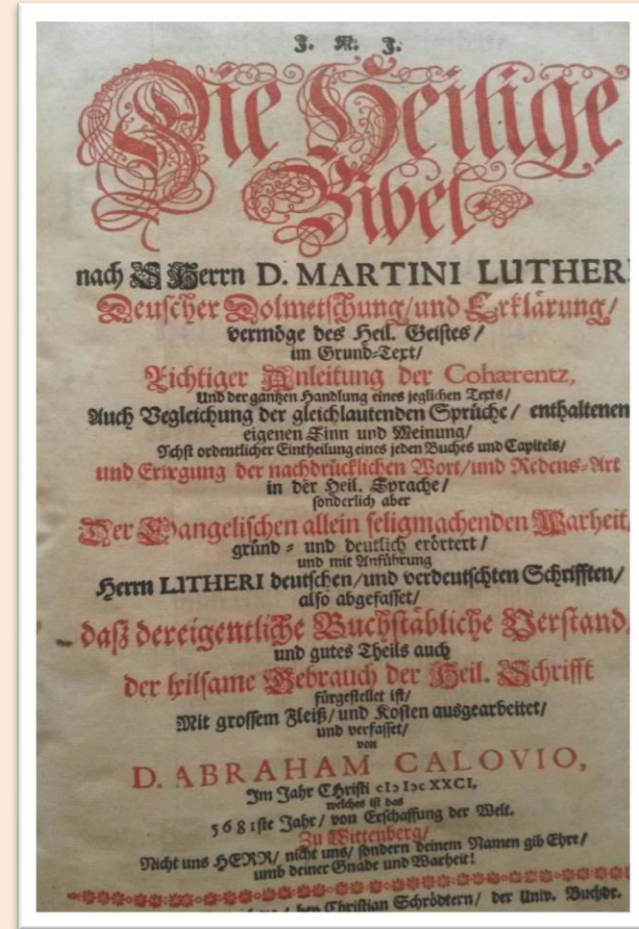 J. N. J.
Die Heilige
Bibel
nach S. Herrn D. MARTINI LUTHERI
Deuscher Dolmetschung/und Erklärung/
vermöge des Heil. Geistes/
im Grund-Text/
Richtiger Anleitung der Cohærentz,
Und der gantzen Handlung eines jeglichen Texts/
Auch Vegleichung der gleichlautenden Sprüche/ enthaltenen
eigenen Sinn und Meinung/
Nchst ordentlicher Eintheilung eines jeden Buches und Capitels/
und Erwegung der nachdrücklichen Wort/und Redens-Art
in der Heil. Sprache/
sonderlich aber
Der Evangelischen allein seligmachenden Warheit/
gründ- und deutlich erörtert/
und mit Anführung
Herrn LUTHERI deutschen/und verdeutschten Schrifften/
also abgefasset/
daß dereigentliche Buchstäbliche Verstand/
und gutes Theils auch
der heilsame Gebrauch der Heil. Schrifft
fürgestellet ist/
Mit grossem Fleiß/und Kosten ausgearbeitet/
und verfasset/
von
D. ABRAHAM CALOVIO,
Im Jahr CHristi cIↃ IↃc XXCI,
welches ist das
5681ste Jahr/ von Erschaffung der Welt.
Zu Wittenberg/
Nicht uns HERR/ nicht uns/ sondern deinem Namen gib Ehre/
umb deiner Gnade und Warheit!
bey Christian Schrödtern/ der Univ. Buchdr.